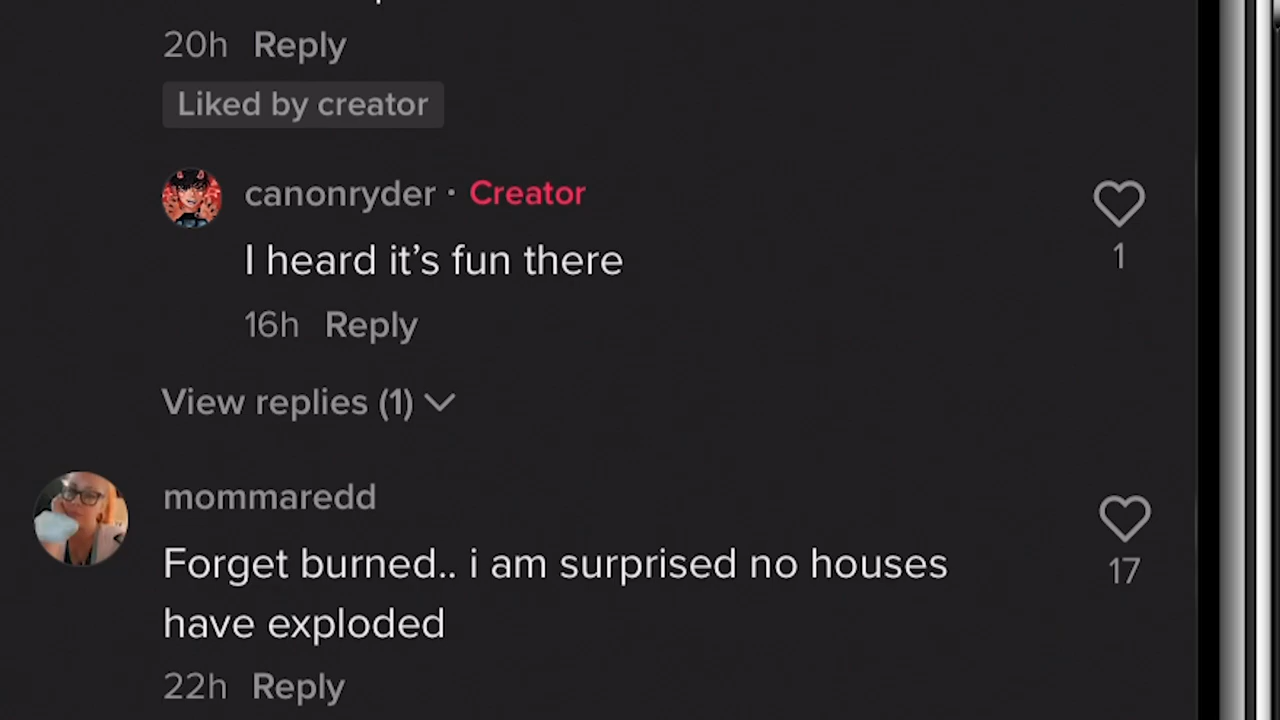 20h Reply
Liked by creator
canonryder · Creator
I heard it’s fun there
1
16h Reply
View replies (1)
mommaredd
Forget burned.. i am surprised no houses
have exploded
17
22h Reply